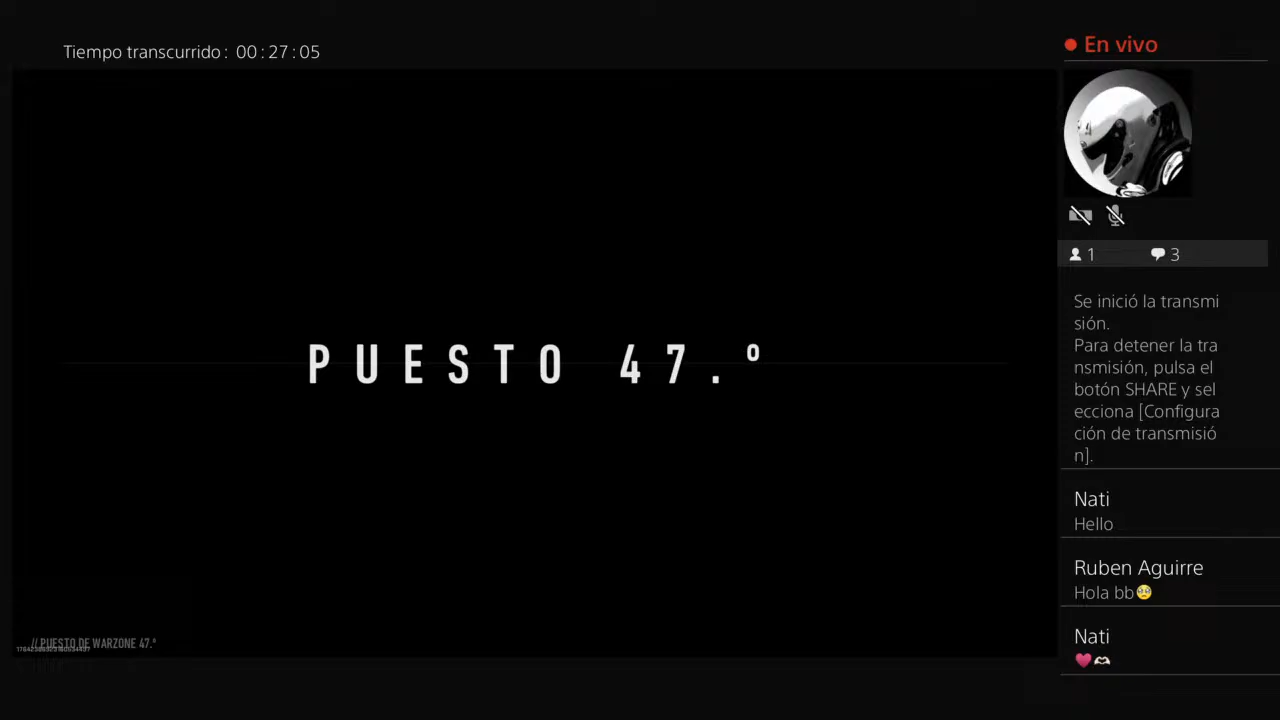 Tiempo transcurrido: 00:27:05
En vivo
1 3
PUESTO 47.º
Se inició la transmi
sión.
Para detener la tra
nsmisión, pulsa el
botón SHARE y sel
ecciona [Configura
ción de transmisió
n].
Nati
Hello
Ruben Aguirre
Hola bb🥹
Nati
❤️🫶🏻
// PUESTO DE WARZONE 47.º